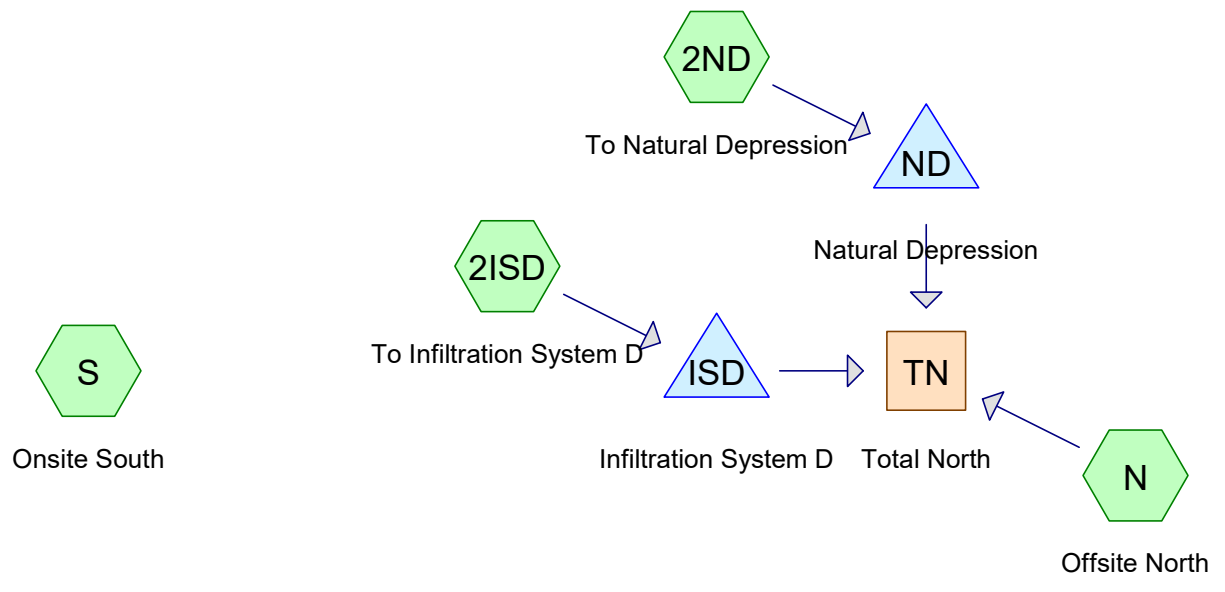 2ND
To Natural Depression
ND
Natural Depression
2ISD
To Infiltration System D
ISD
Infiltration System D
TN
Total North
S
Onsite South
N
Offsite North